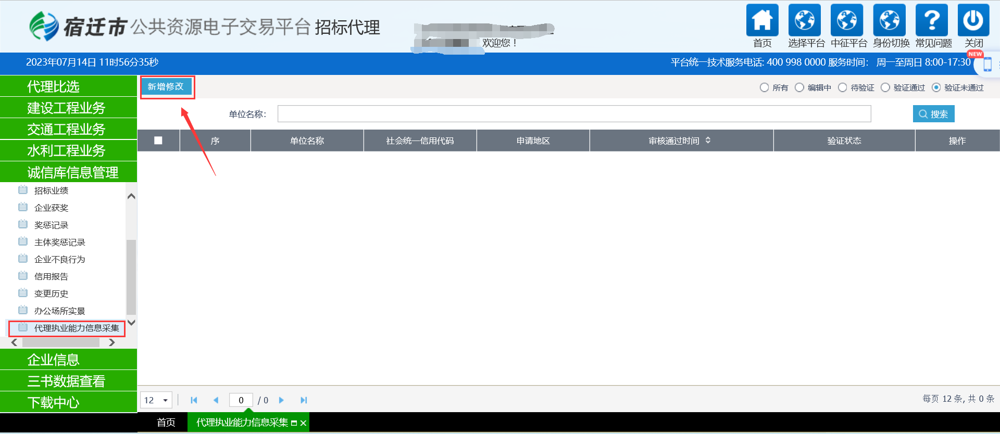 宿迁市公共资源电子交易平台 招标代理
欢迎您！
首页 选择平台 中征平台 身份切换 常见问题 关闭
2023年07月14日 11时56分35秒
平台统一技术服务电话: 400 998 0000 服务时间： 周一至周日 8:00-17:30
NEW
代理比选
建设工程业务
交通工程业务
水利工程业务
诚信库信息管理
招标业绩
企业获奖
奖惩记录
主体奖惩记录
企业不良行为
信用报告
变更历史
办公场所实景
代理执业能力信息采集
企业信息
三书数据查看
下载中心
新增修改
所有 编辑中 待验证 验证通过 验证未通过
单位名称：
搜索
序 单位名称 社会统一信用代码 申请地区 审核通过时间 验证状态 操作
12
0 / 0
每页 12 条, 共 0 条
首页 代理执业能力信息采集